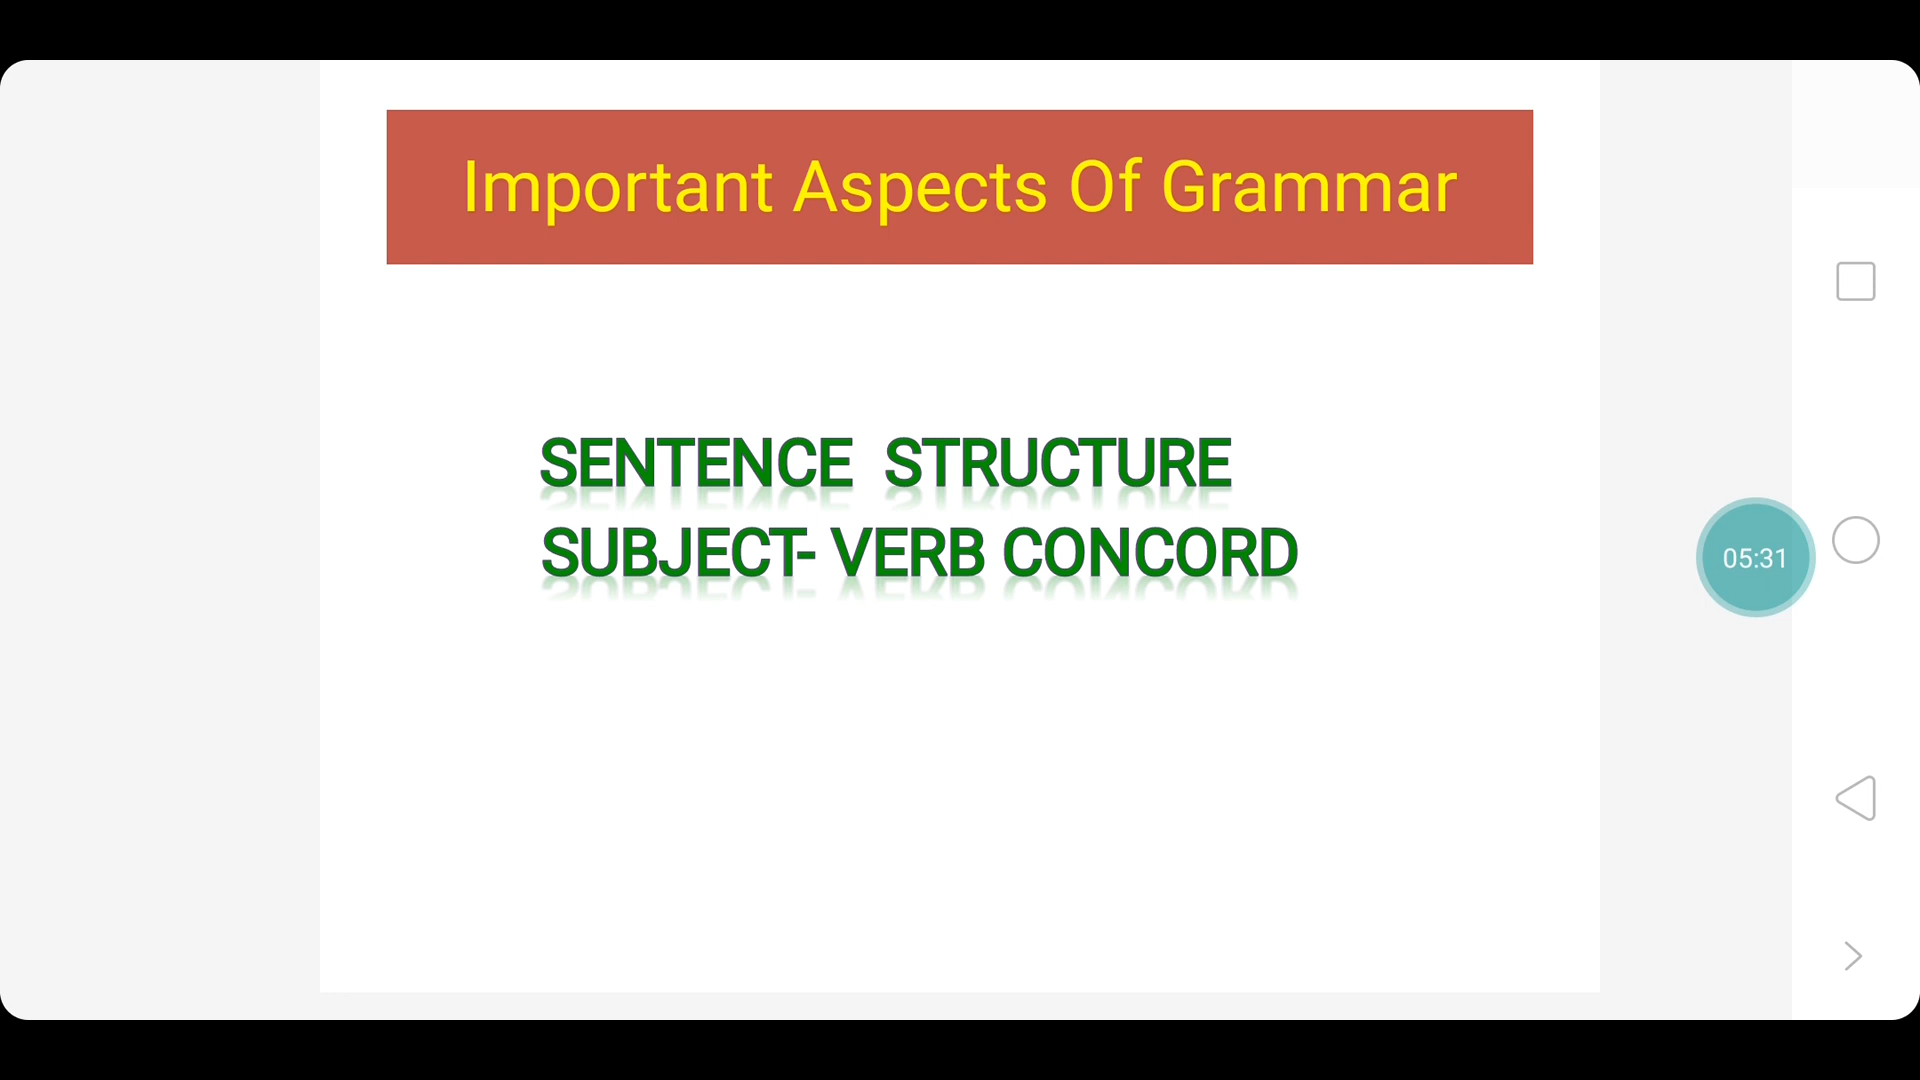 Important Aspects Of Grammar
SENTENCE STRUCTURE
SUBJECT- VERB CONCORD
05:31